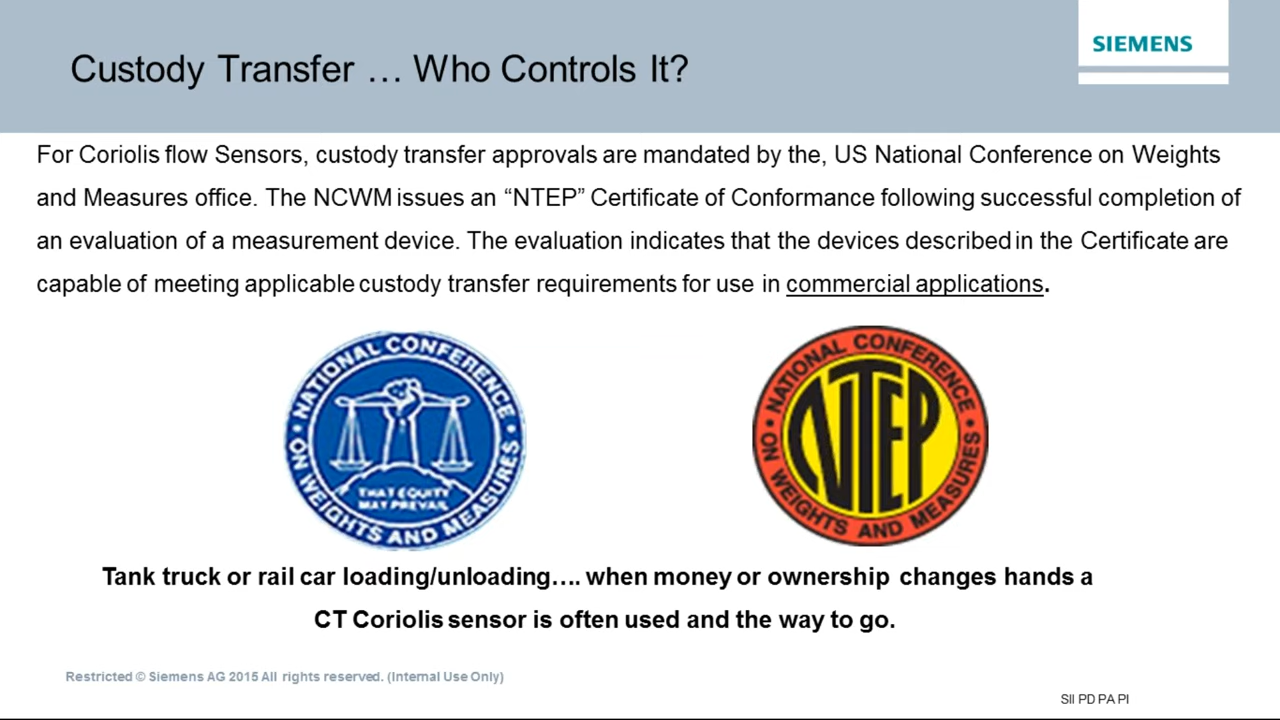 Custody Transfer … Who Controls It?
SIEMENS
For Coriolis flow Sensors, custody transfer approvals are mandated by the, US National Conference on Weights
and Measures office. The NCWM issues an “NTEP” Certificate of Conformance following successful completion of
an evaluation of a measurement device. The evaluation indicates that the devices described in the Certificate are
capable of meeting applicable custody transfer requirements for use in commercial applications.
NATIONAL CONFERENCE
ON WEIGHTS AND MEASURES
THAT EQUITY
MAY PREVAIL
NATIONAL CONFERENCE
ON WEIGHTS AND MEASURES
NTEP
Tank truck or rail car loading/unloading…. when money or ownership changes hands a
CT Coriolis sensor is often used and the way to go.
Restricted © Siemens AG 2015 All rights reserved. (Internal Use Only)
SII PD PA PI